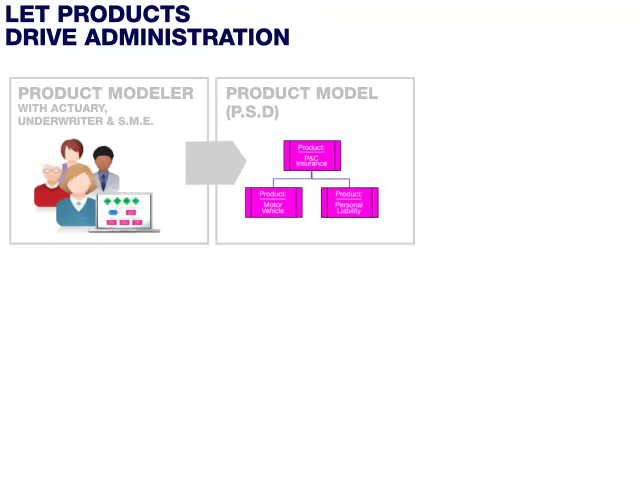 LET PRODUCTS
DRIVE ADMINISTRATION
PRODUCT MODELER
WITH ACTUARY,
UNDERWRITER & S.M.E.
PRODUCT MODEL
(P.S.D)
Product:
P&C
Insurance
Product:
Motor
Vehicle
Product:
Personal
Liability